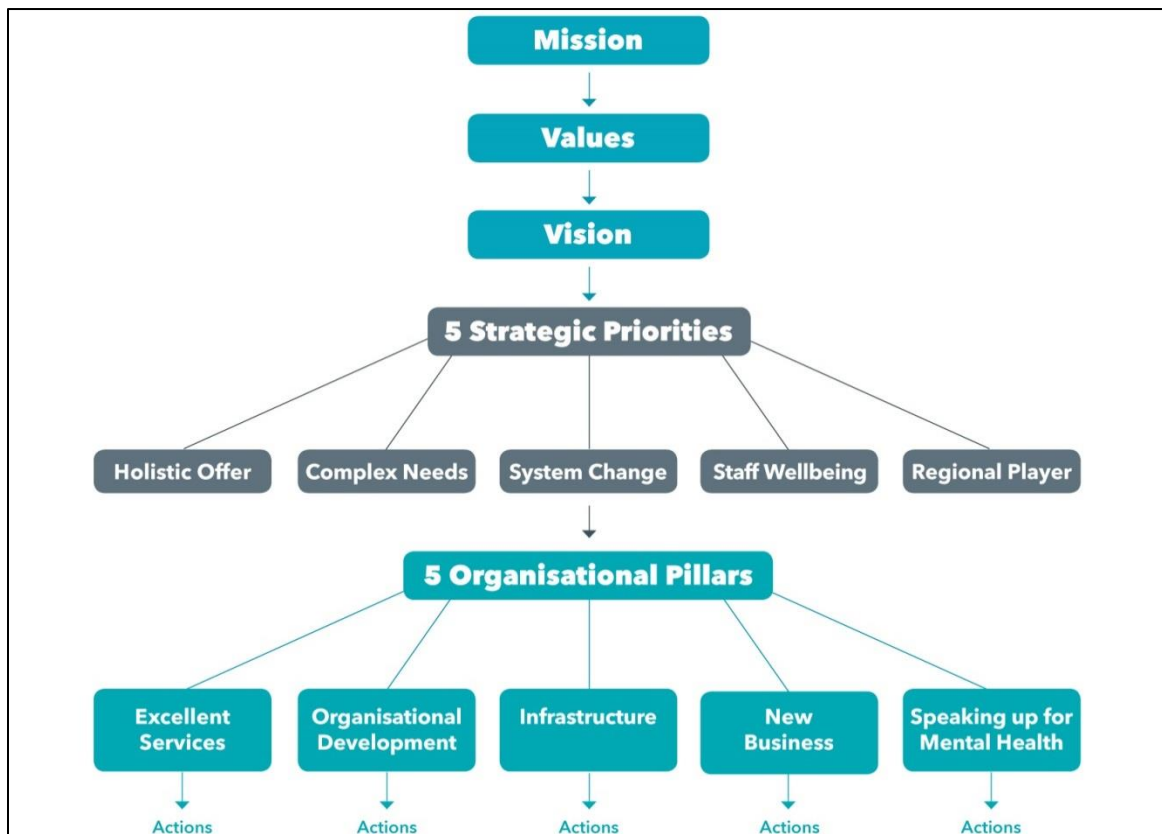 Mission
Values
Vision
5 Strategic Priorities
Holistic Offer
Complex Needs
System Change
Staff Wellbeing
Regional Player
5 Organisational Pillars
Excellent
Services
Organisational
Development
Infrastructure
New
Business
Speaking up for
Mental Health
Actions
Actions
Actions
Actions
Actions